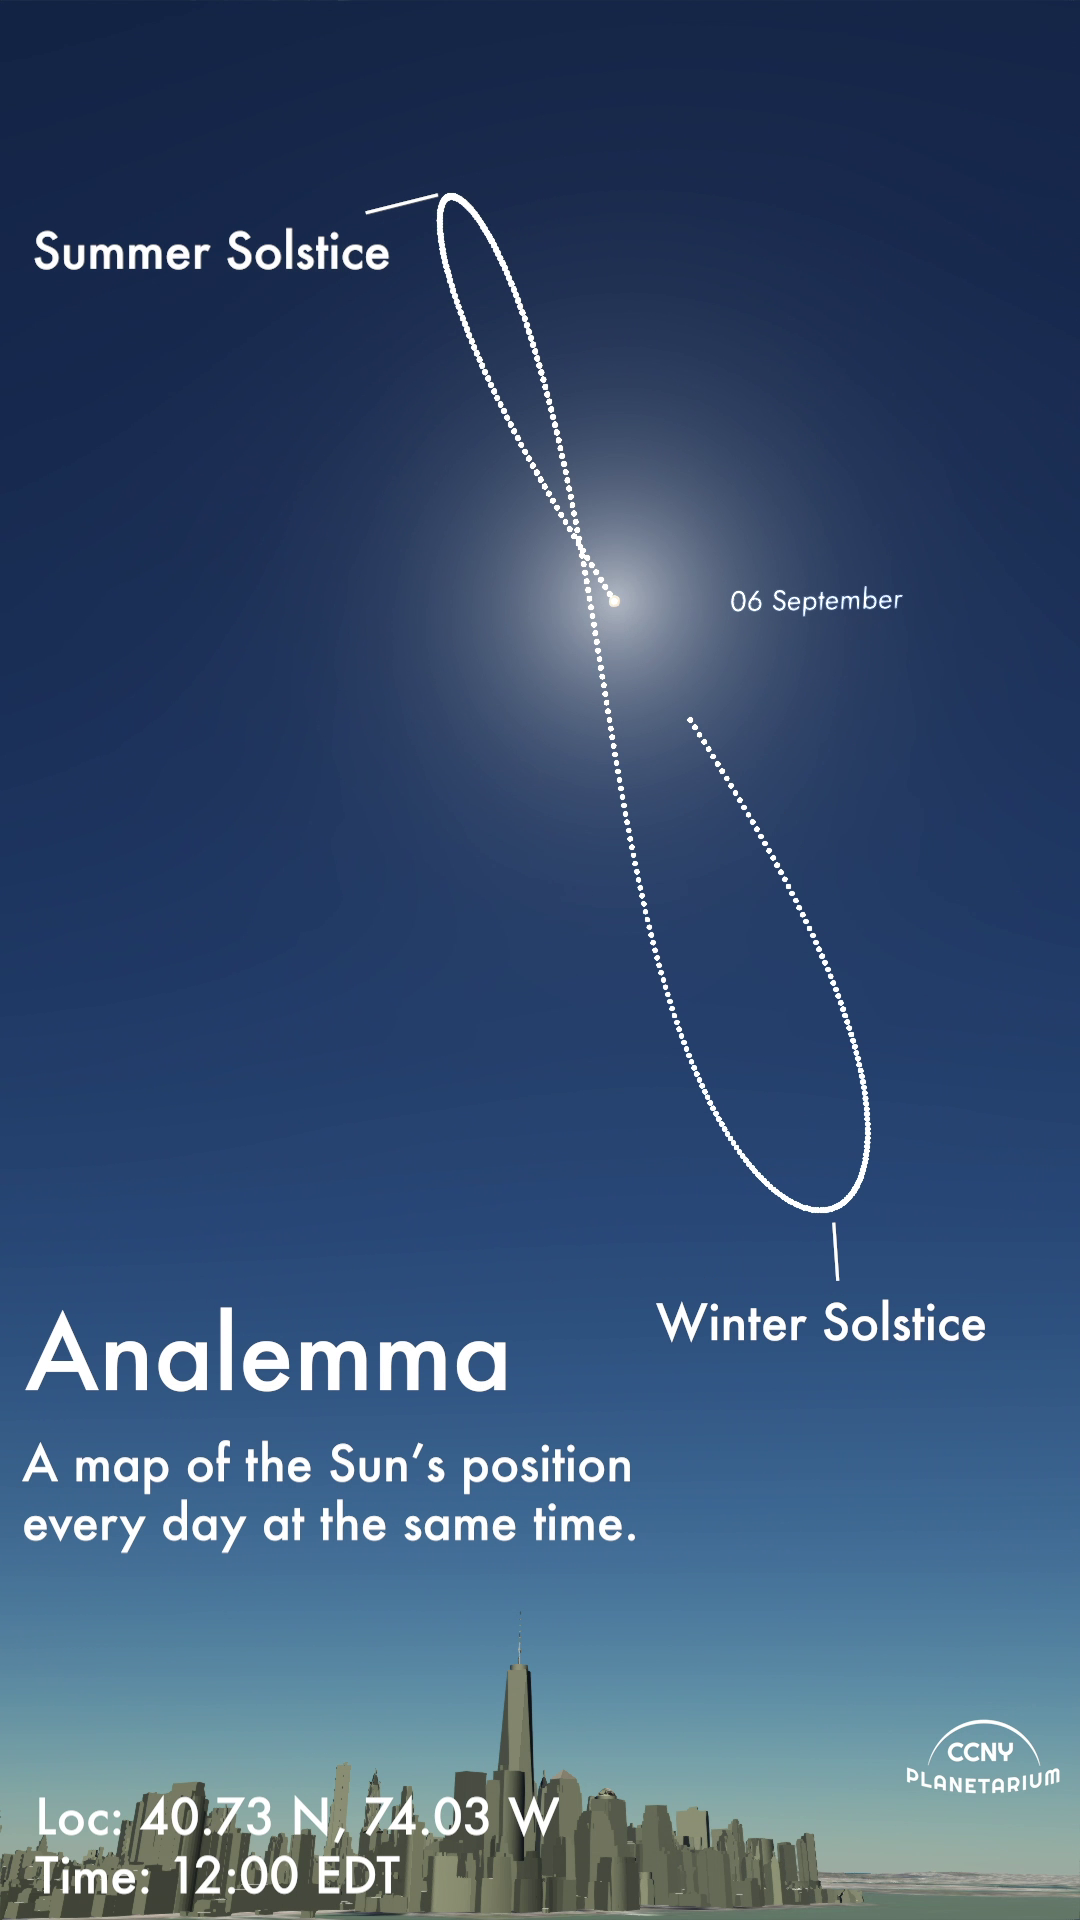 Summer Solstice
06 September
Winter Solstice
Analemma
A map of the Sun’s position
every day at the same time.
CCNY
PLANETARIUM
Loc: 40.73 N, 74.03 W
Time: 12:00 EDT